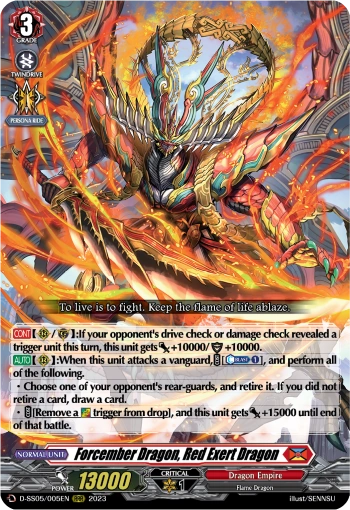 3
GRADE
TWINDRIVE
PERSONA RIDE
To live is to fight. Keep the flame of life ablaze.
CONT【 / 】:If your opponent's drive check or damage check revealed a
trigger unit this turn, this unit gets +10000/ +10000.
AUTO【 】:When this unit attacks a vanguard, [ BLAST 1], and perform all
of the following.
・Choose one of your opponent's rear-guards, and retire it. If you did not
retire a card, draw a card.
・ [Remove a trigger from drop], and this unit gets +15000 until end
of that battle.
NORMAL UNIT
Forcember Dragon, Red Exert Dragon
POWER 13000
CRITICAL
1
Dragon Empire
Flame Dragon
D-SS05/005EN RRR 2023
illust/SENNSU